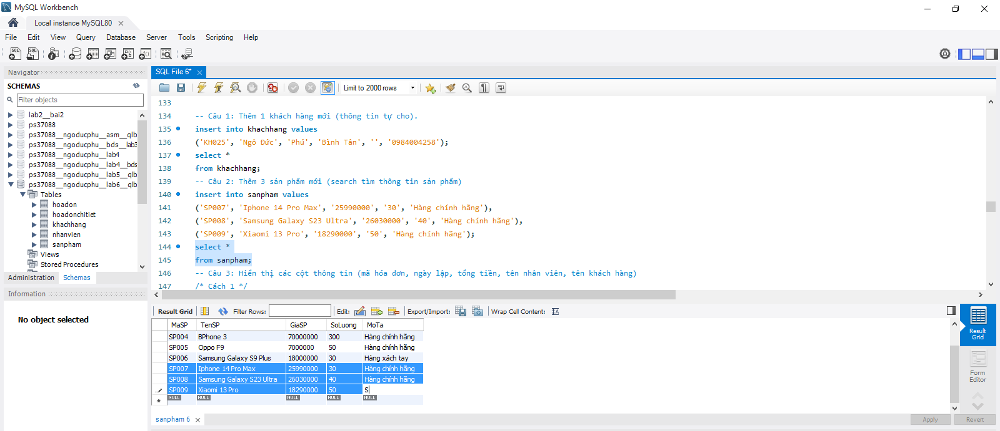 MySQL Workbench
Local instance MySQL80
File Edit View Query Database Server Tools Scripting Help
Navigator
SCHEMAS
Filter objects
lab2__bai2
ps37088
ps37088__ngoducphu__asm__qlb
ps37088__ngoducphu__bds__lab3
ps37088__ngoducphu__lab4
ps37088__ngoducphu__lab4__bds
ps37088__ngoducphu__lab5__qlb
ps37088__ngoducphu__lab6__qlb
Tables
hoadon
hoadonchitiet
khachhang
nhanvien
sanpham
Views
Stored Procedures
Administration Schemas
Information
No object selected
SQL File 6*
Limit to 2000 rows
133
134 -- Câu 1: Thêm 1 khách hàng mới (thông tin tự cho).
135 insert into khachhang values
136 ('KH025', 'Ngô Đức', 'Phú', 'Bình Tân', '', '0984004258');
137 select *
138 from khachhang;
139 -- Câu 2: Thêm 3 sản phẩm mới (search tìm thông tin sản phẩm)
140 insert into sanpham values
141 ('SP007', 'Iphone 14 Pro Max', '25990000', '30', 'Hàng chính hãng'),
142 ('SP008', 'Samsung Galaxy S23 Ultra', '26030000', '40', 'Hàng chính hãng'),
143 ('SP009', 'Xiaomi 13 Pro', '18290000', '50', 'Hàng chính hãng');
144 select *
145 from sanpham;
146 -- Câu 3: Hiển thị các cột thông tin (mã hóa đơn, ngày lập, tổng tiền, tên nhân viên, tên khách hàng)
147 /* Cách 1 */
Result Grid Filter Rows: Edit: Export/Import: Wrap Cell Content:
MaSP TenSP GiaSP SoLuong MoTa
SP004 BPhone 3 70000000 300 Hàng chính hãng
SP005 Oppo F9 7000000 50 Hàng chính hãng
SP006 Samsung Galaxy S9 Plus 18000000 30 Hàng xách tay
SP007 Iphone 14 Pro Max 25990000 30 Hàng chính hãng
SP008 Samsung Galaxy S23 Ultra 26030000 40 Hàng chính hãng
SP009 Xiaomi 13 Pro 18290000 50 S
NULL NULL NULL NULL NULL
Result
Grid
Form
Editor
sanpham 6
Apply Revert